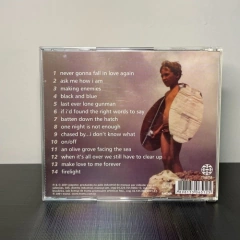 1 never gonna fall in love again
2 ask me how i am
3 making enemies
4 black and blue
5 last ever lone gunman
6 if i'd found the right words to say
7 batten down the hatch
8 one night is not enough
9 chased by... i don't know what
10 on/off
11 an olive grove facing the sea
12 when it's all over we still have to clear up
13 make love to me forever
14 firelight